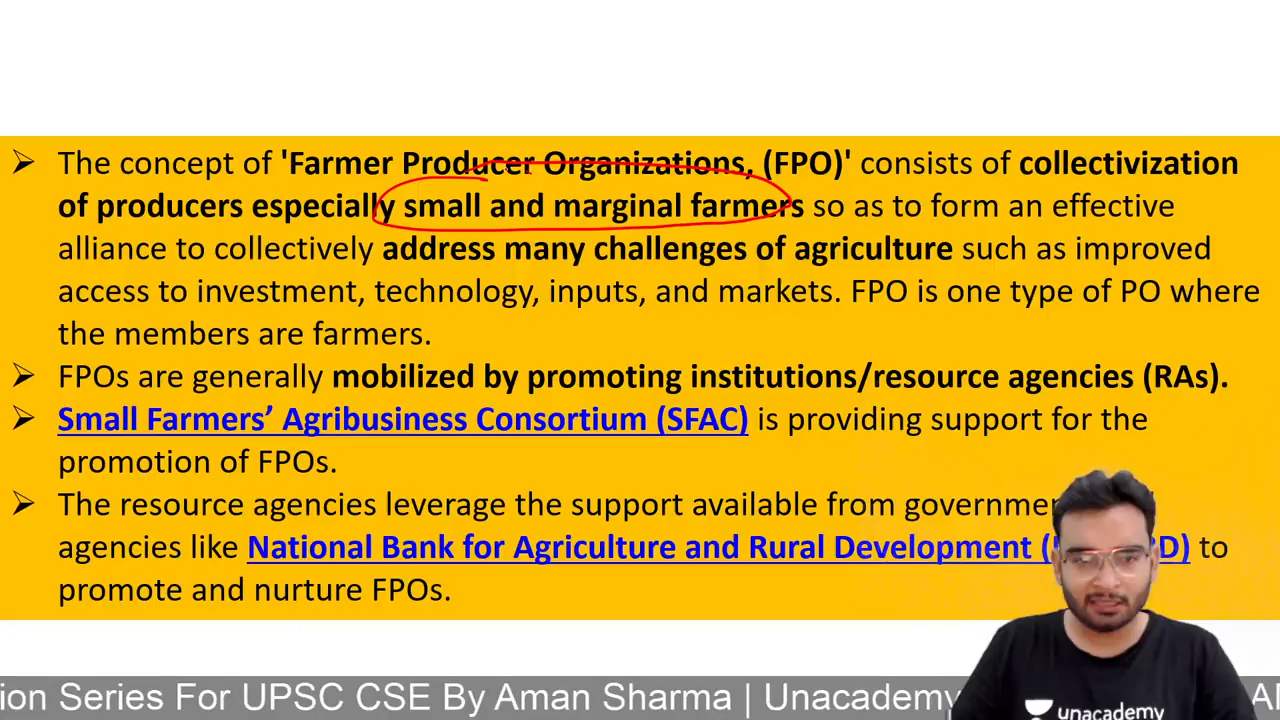 ➢ The concept of 'Farmer Producer Organizations, (FPO)' consists of collectivization
of producers especially small and marginal farmers so as to form an effective
alliance to collectively address many challenges of agriculture such as improved
access to investment, technology, inputs, and markets. FPO is one type of PO where
the members are farmers.
➢ FPOs are generally mobilized by promoting institutions/resource agencies (RAs).
➢ Small Farmers’ Agribusiness Consortium (SFAC) is providing support for the
promotion of FPOs.
➢ The resource agencies leverage the support available from
agencies like National Bank for Agriculture and Rural Development to
promote and nurture FPOs.
Series For UPSC CSE By Aman Sharma | Unacademy
unacademy